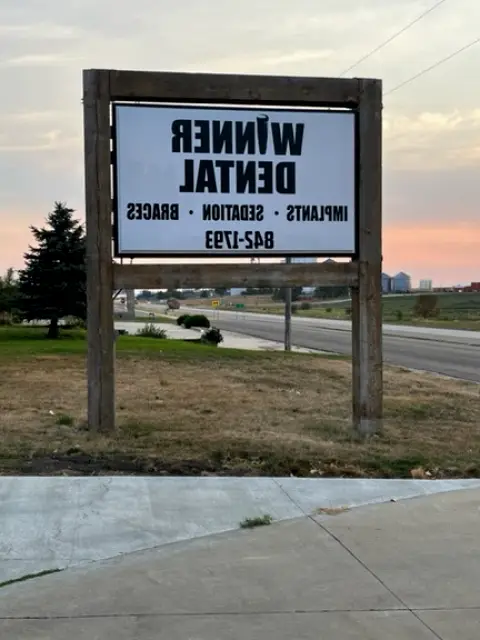 WINNER
DENTAL
IMPLANTS • SEDATION • BRACES
842-1793